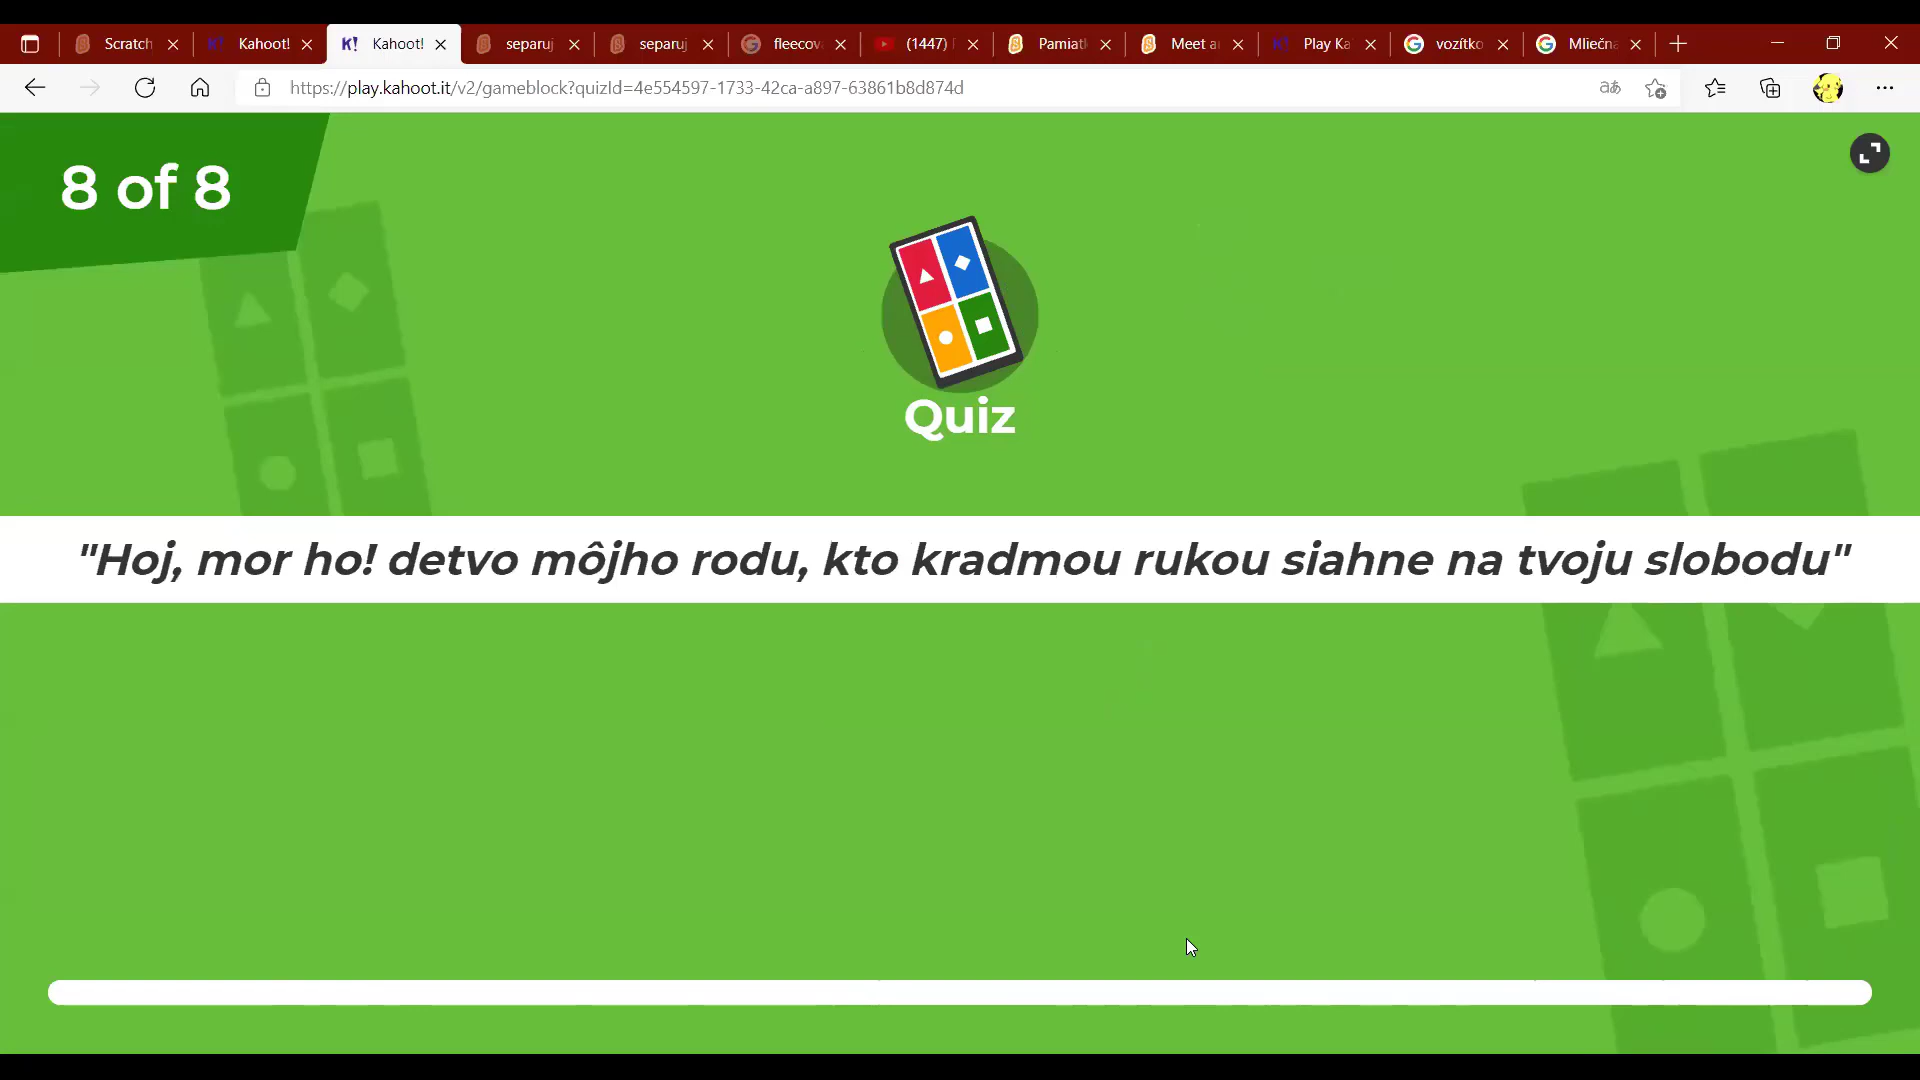 Scratch
Kahoot!
Kahoot!
separuj
separuj
fleecov
(1447)
Pamiat
Meet a
Play Ka
vozítko
Mliečna
https://play.kahoot.it/v2/gameblock?quizId=4e554597-1733-42ca-a897-63861b8d874d
8 of 8
Quiz
"Hoj, mor ho! detvo môjho rodu, kto kradmou rukou siahne na tvoju slobodu"